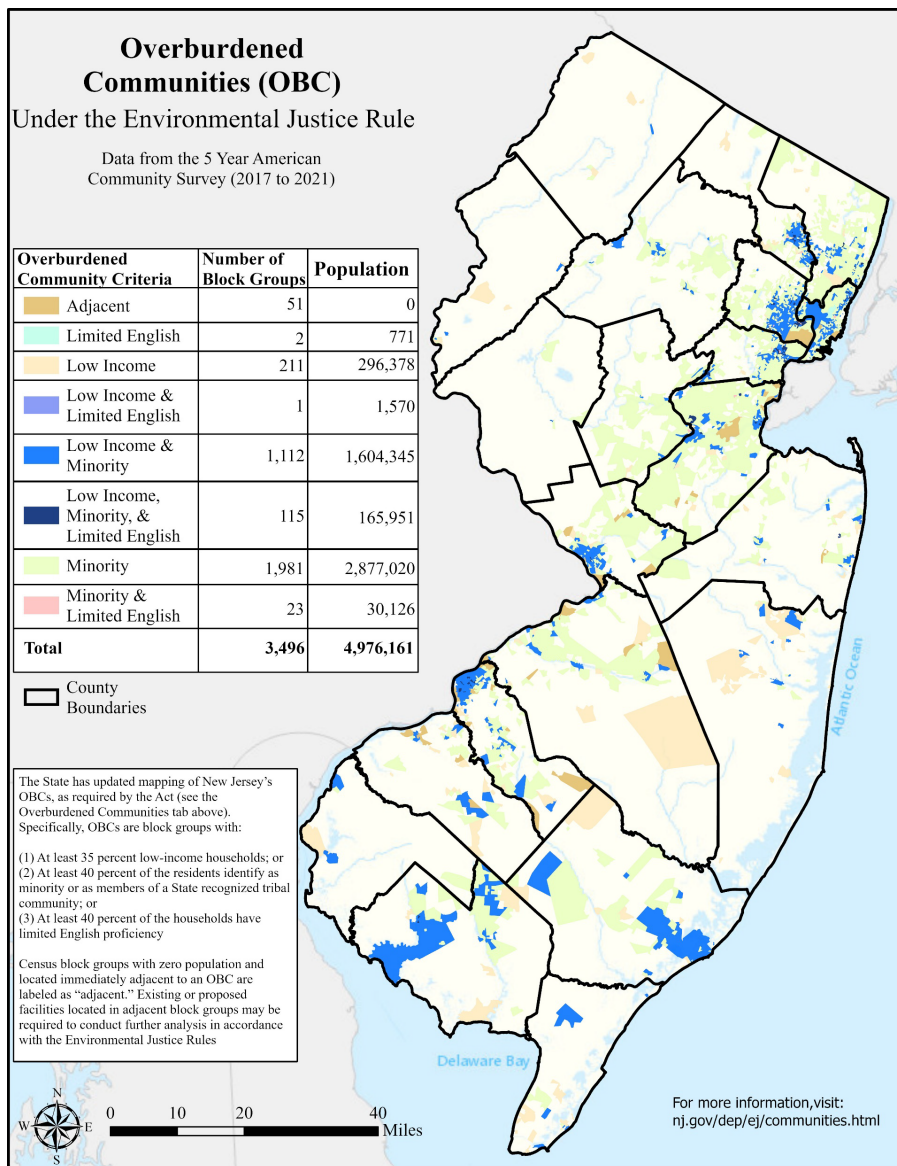 Overburdened
Communities (OBC)
Under the Environmental Justice Rule
Data from the 5 Year American
Community Survey (2017 to 2021)
Overburdened Community Criteria Number of Block Groups Population
Adjacent 51 0
Limited English 2 771
Low Income 211 296,378
Low Income & Limited English 1 1,570
Low Income & Minority 1,112 1,604,345
Low Income, Minority, & Limited English 115 165,951
Minority 1,981 2,877,020
Minority & Limited English 23 30,126
Total 3,496 4,976,161
County
Boundaries
The State has updated mapping of New Jersey's
OBCs, as required by the Act (see the
Overburdened Communities tab above).
Specifically, OBCs are block groups with:
(1) At least 35 percent low-income households; or
(2) At least 40 percent of the residents identify as
minority or as members of a State recognized tribal
community; or
(3) At least 40 percent of the households have
limited English proficiency
Census block groups with zero population and
located immediately adjacent to an OBC are
labeled as “adjacent.” Existing or proposed
facilities located in adjacent block groups may be
required to conduct further analysis in accordance
with the Environmental Justice Rules
Atlantic Ocean
Delaware Bay
N
W E
S
0 10 20 40
Miles
For more information,visit:
nj.gov/dep/ej/communities.html